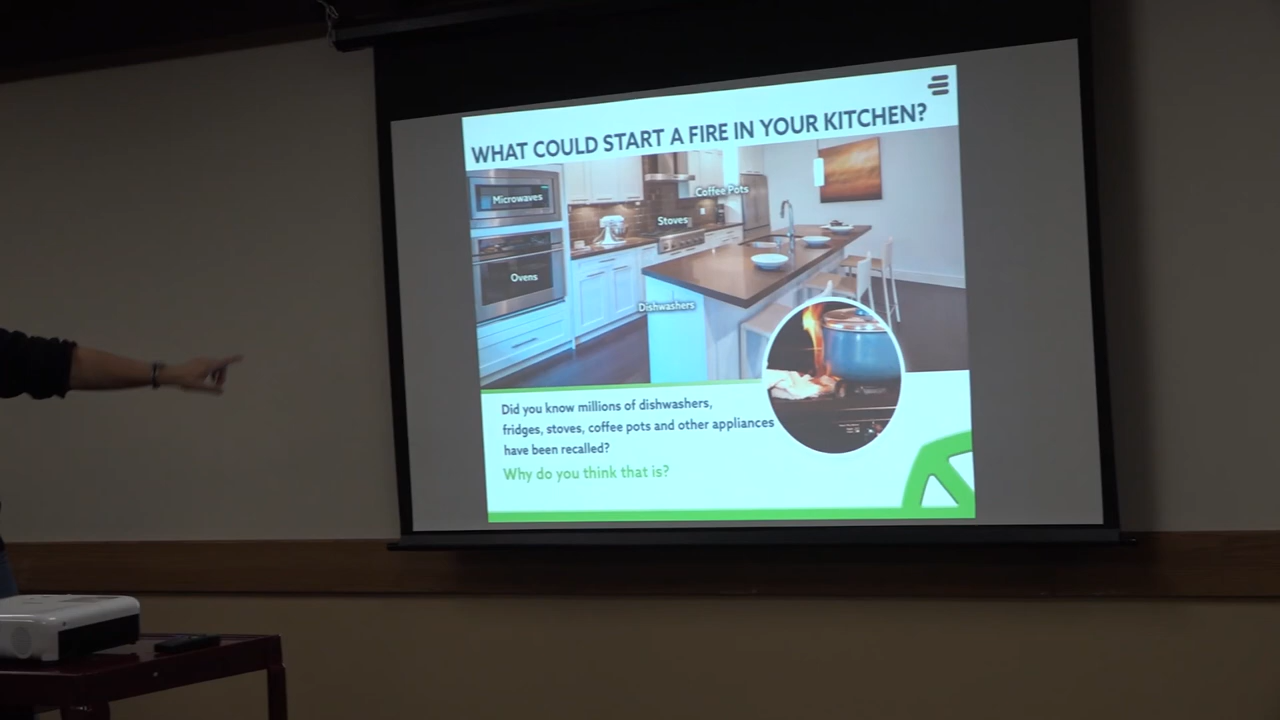 WHAT COULD START A FIRE IN YOUR KITCHEN?
Microwaves
Coffee Pots
Stoves
Ovens
Dishwashers
Did you know millions of dishwashers,
fridges, stoves, coffee pots and other appliances
have been recalled?
Why do you think that is?